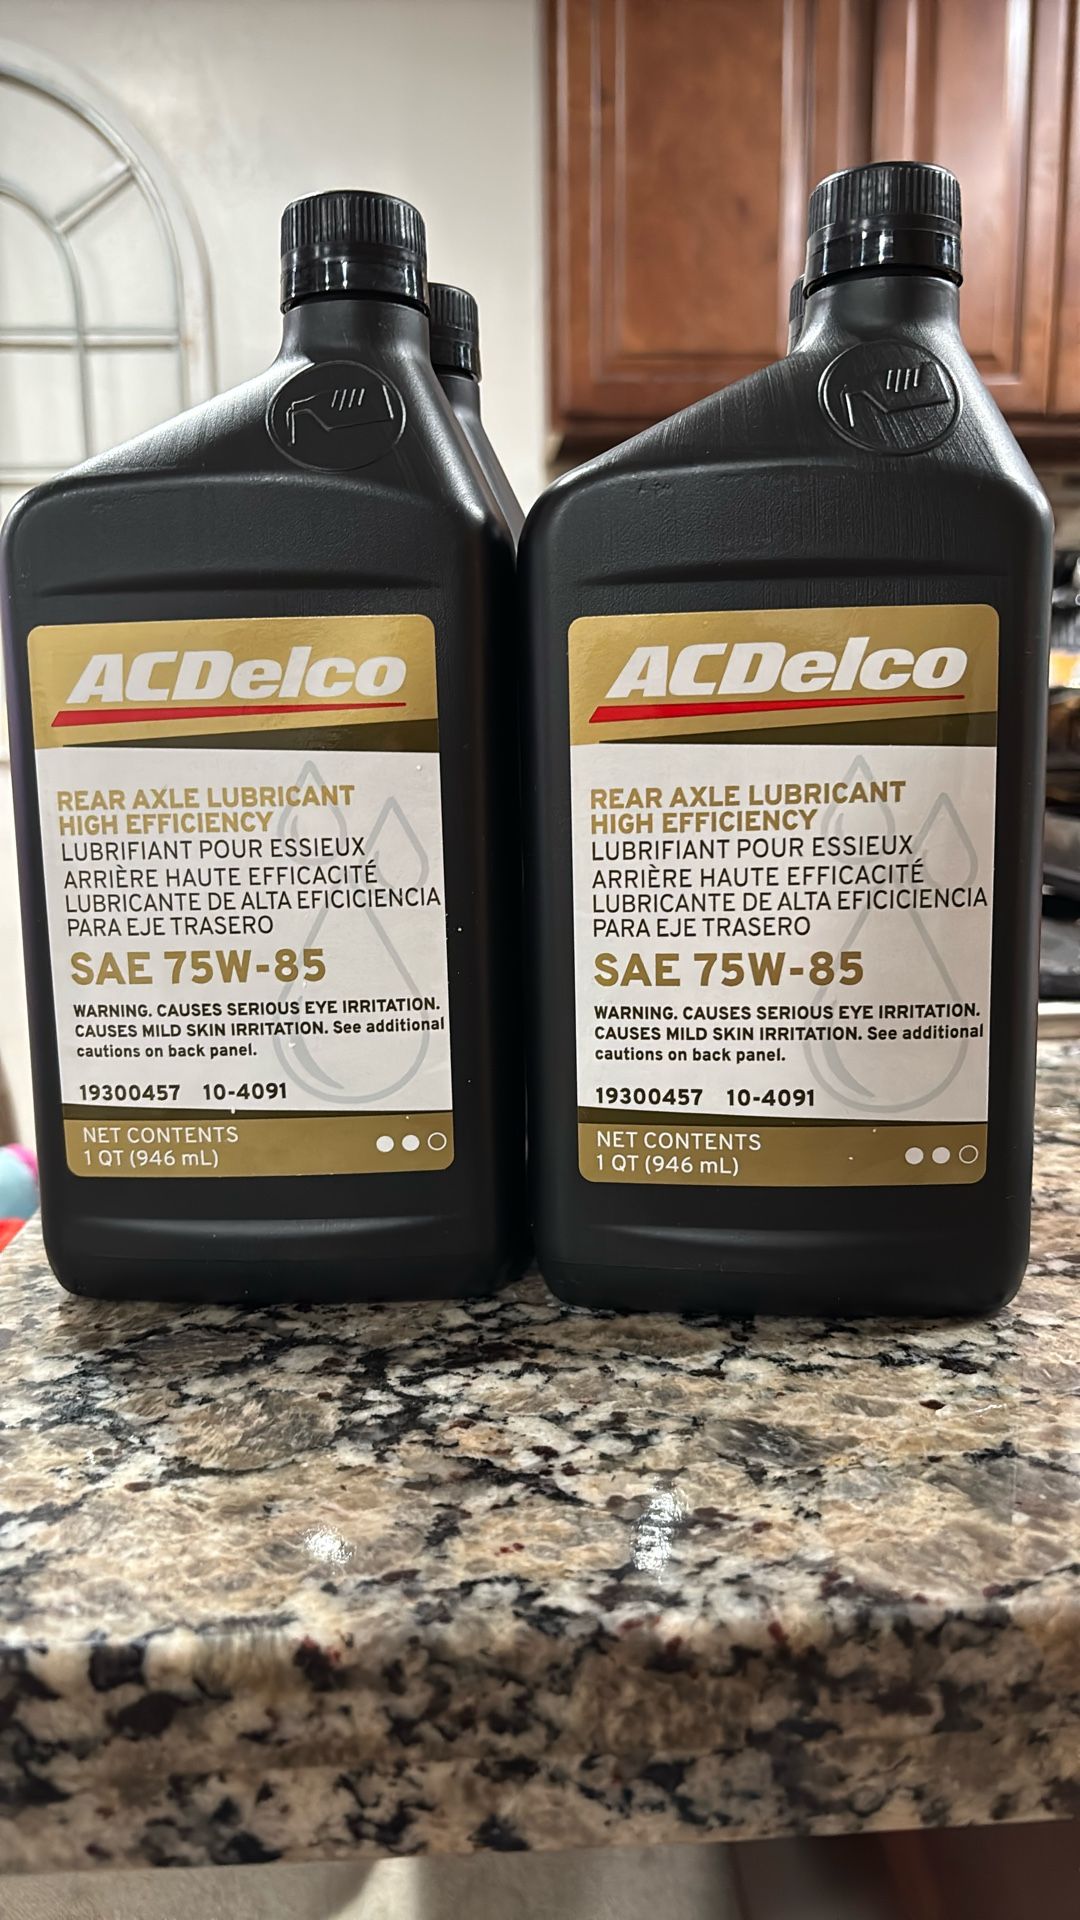 ACDelco
REAR AXLE LUBRICANT
HIGH EFFICIENCY
LUBRIFIANT POUR ESSIEUX
ARRIÈRE HAUTE EFFICACITÉ
LUBRICANTE DE ALTA EFICICIENCIA
PARA EJE TRASERO
SAE 75W-85
WARNING. CAUSES SERIOUS EYE IRRITATION.
CAUSES MILD SKIN IRRITATION. See additional
cautions on back panel.
19300457 10-4091
NET CONTENTS
1 QT (946 mL)
ACDelco
REAR AXLE LUBRICANT
HIGH EFFICIENCY
LUBRIFIANT POUR ESSIEUX
ARRIÈRE HAUTE EFFICACITÉ
LUBRICANTE DE ALTA EFICICIENCIA
PARA EJE TRASERO
SAE 75W-85
WARNING. CAUSES SERIOUS EYE IRRITATION.
CAUSES MILD SKIN IRRITATION. See additional
cautions on back panel.
19300457 10-4091
NET CONTENTS
1 QT (946 mL)